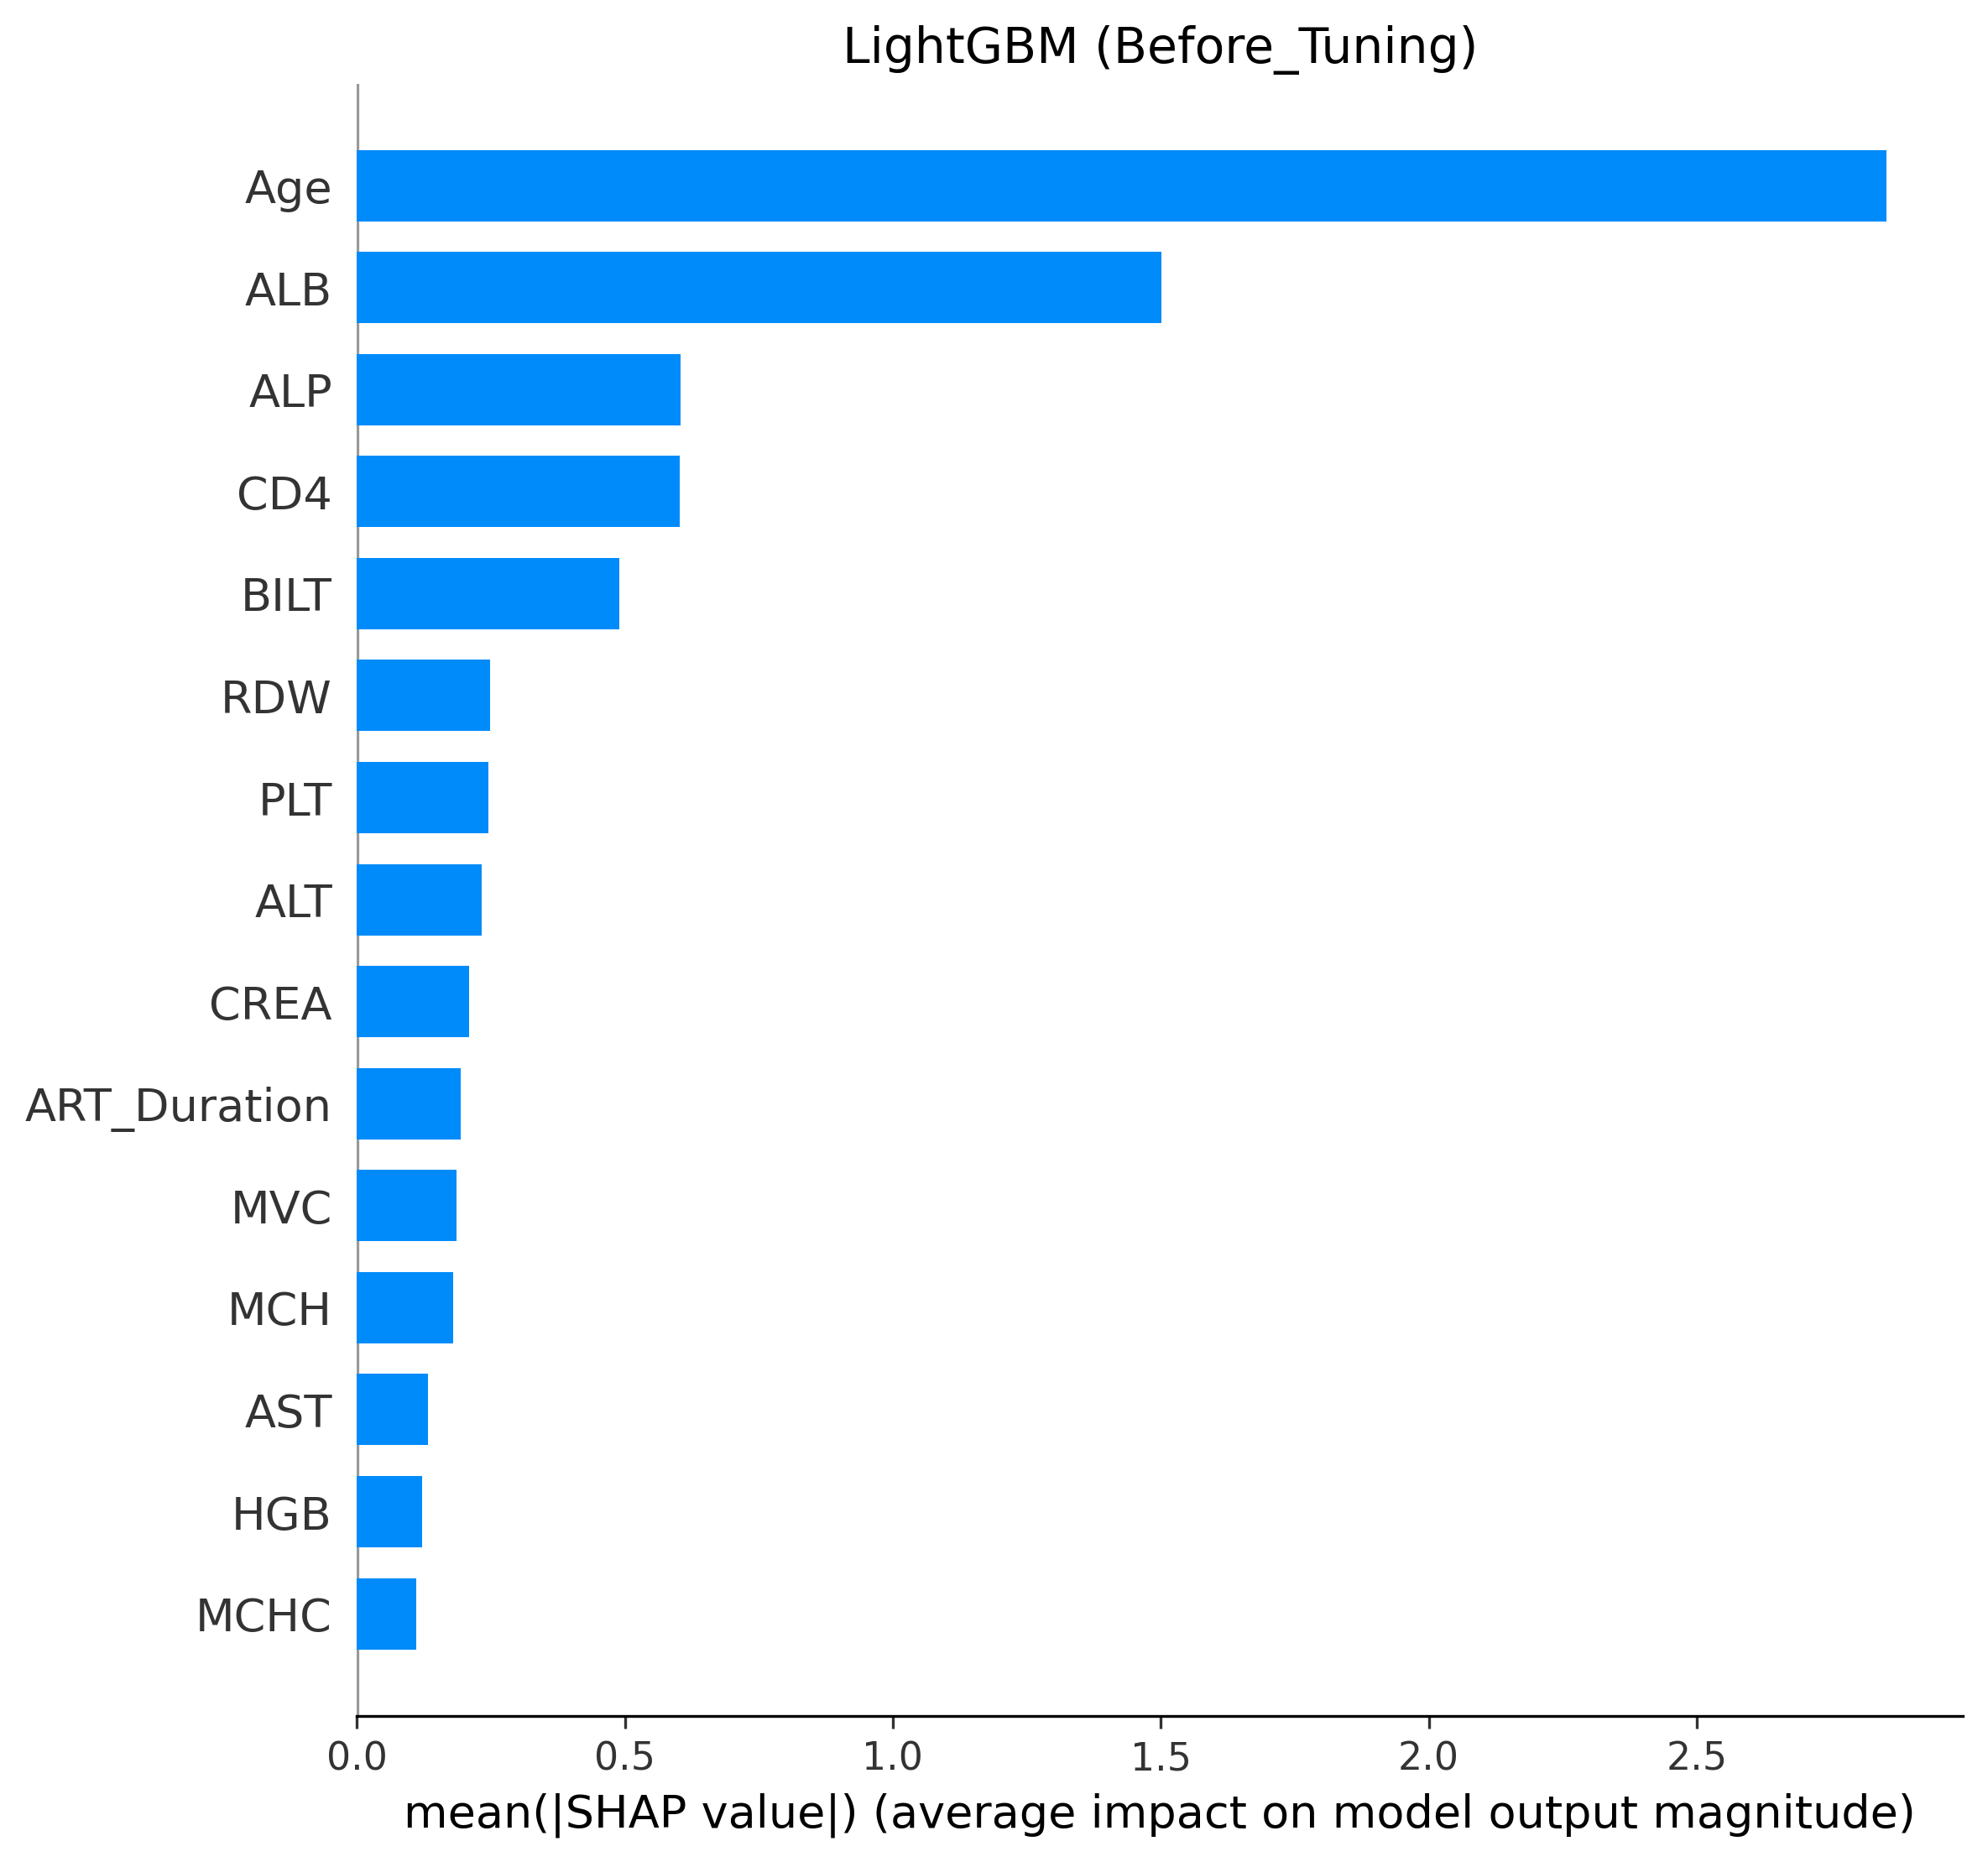 LightGBM (Before_Tuning)
Age
ALB
ALP
CD4
BILT
RDW
PLT
ALT
CREA
ART_Duration
MVC
MCH
AST
HGB
MCHC
0.0 0.5 1.0 1.5 2.0 2.5
mean(|SHAP value|) (average impact on model output magnitude)